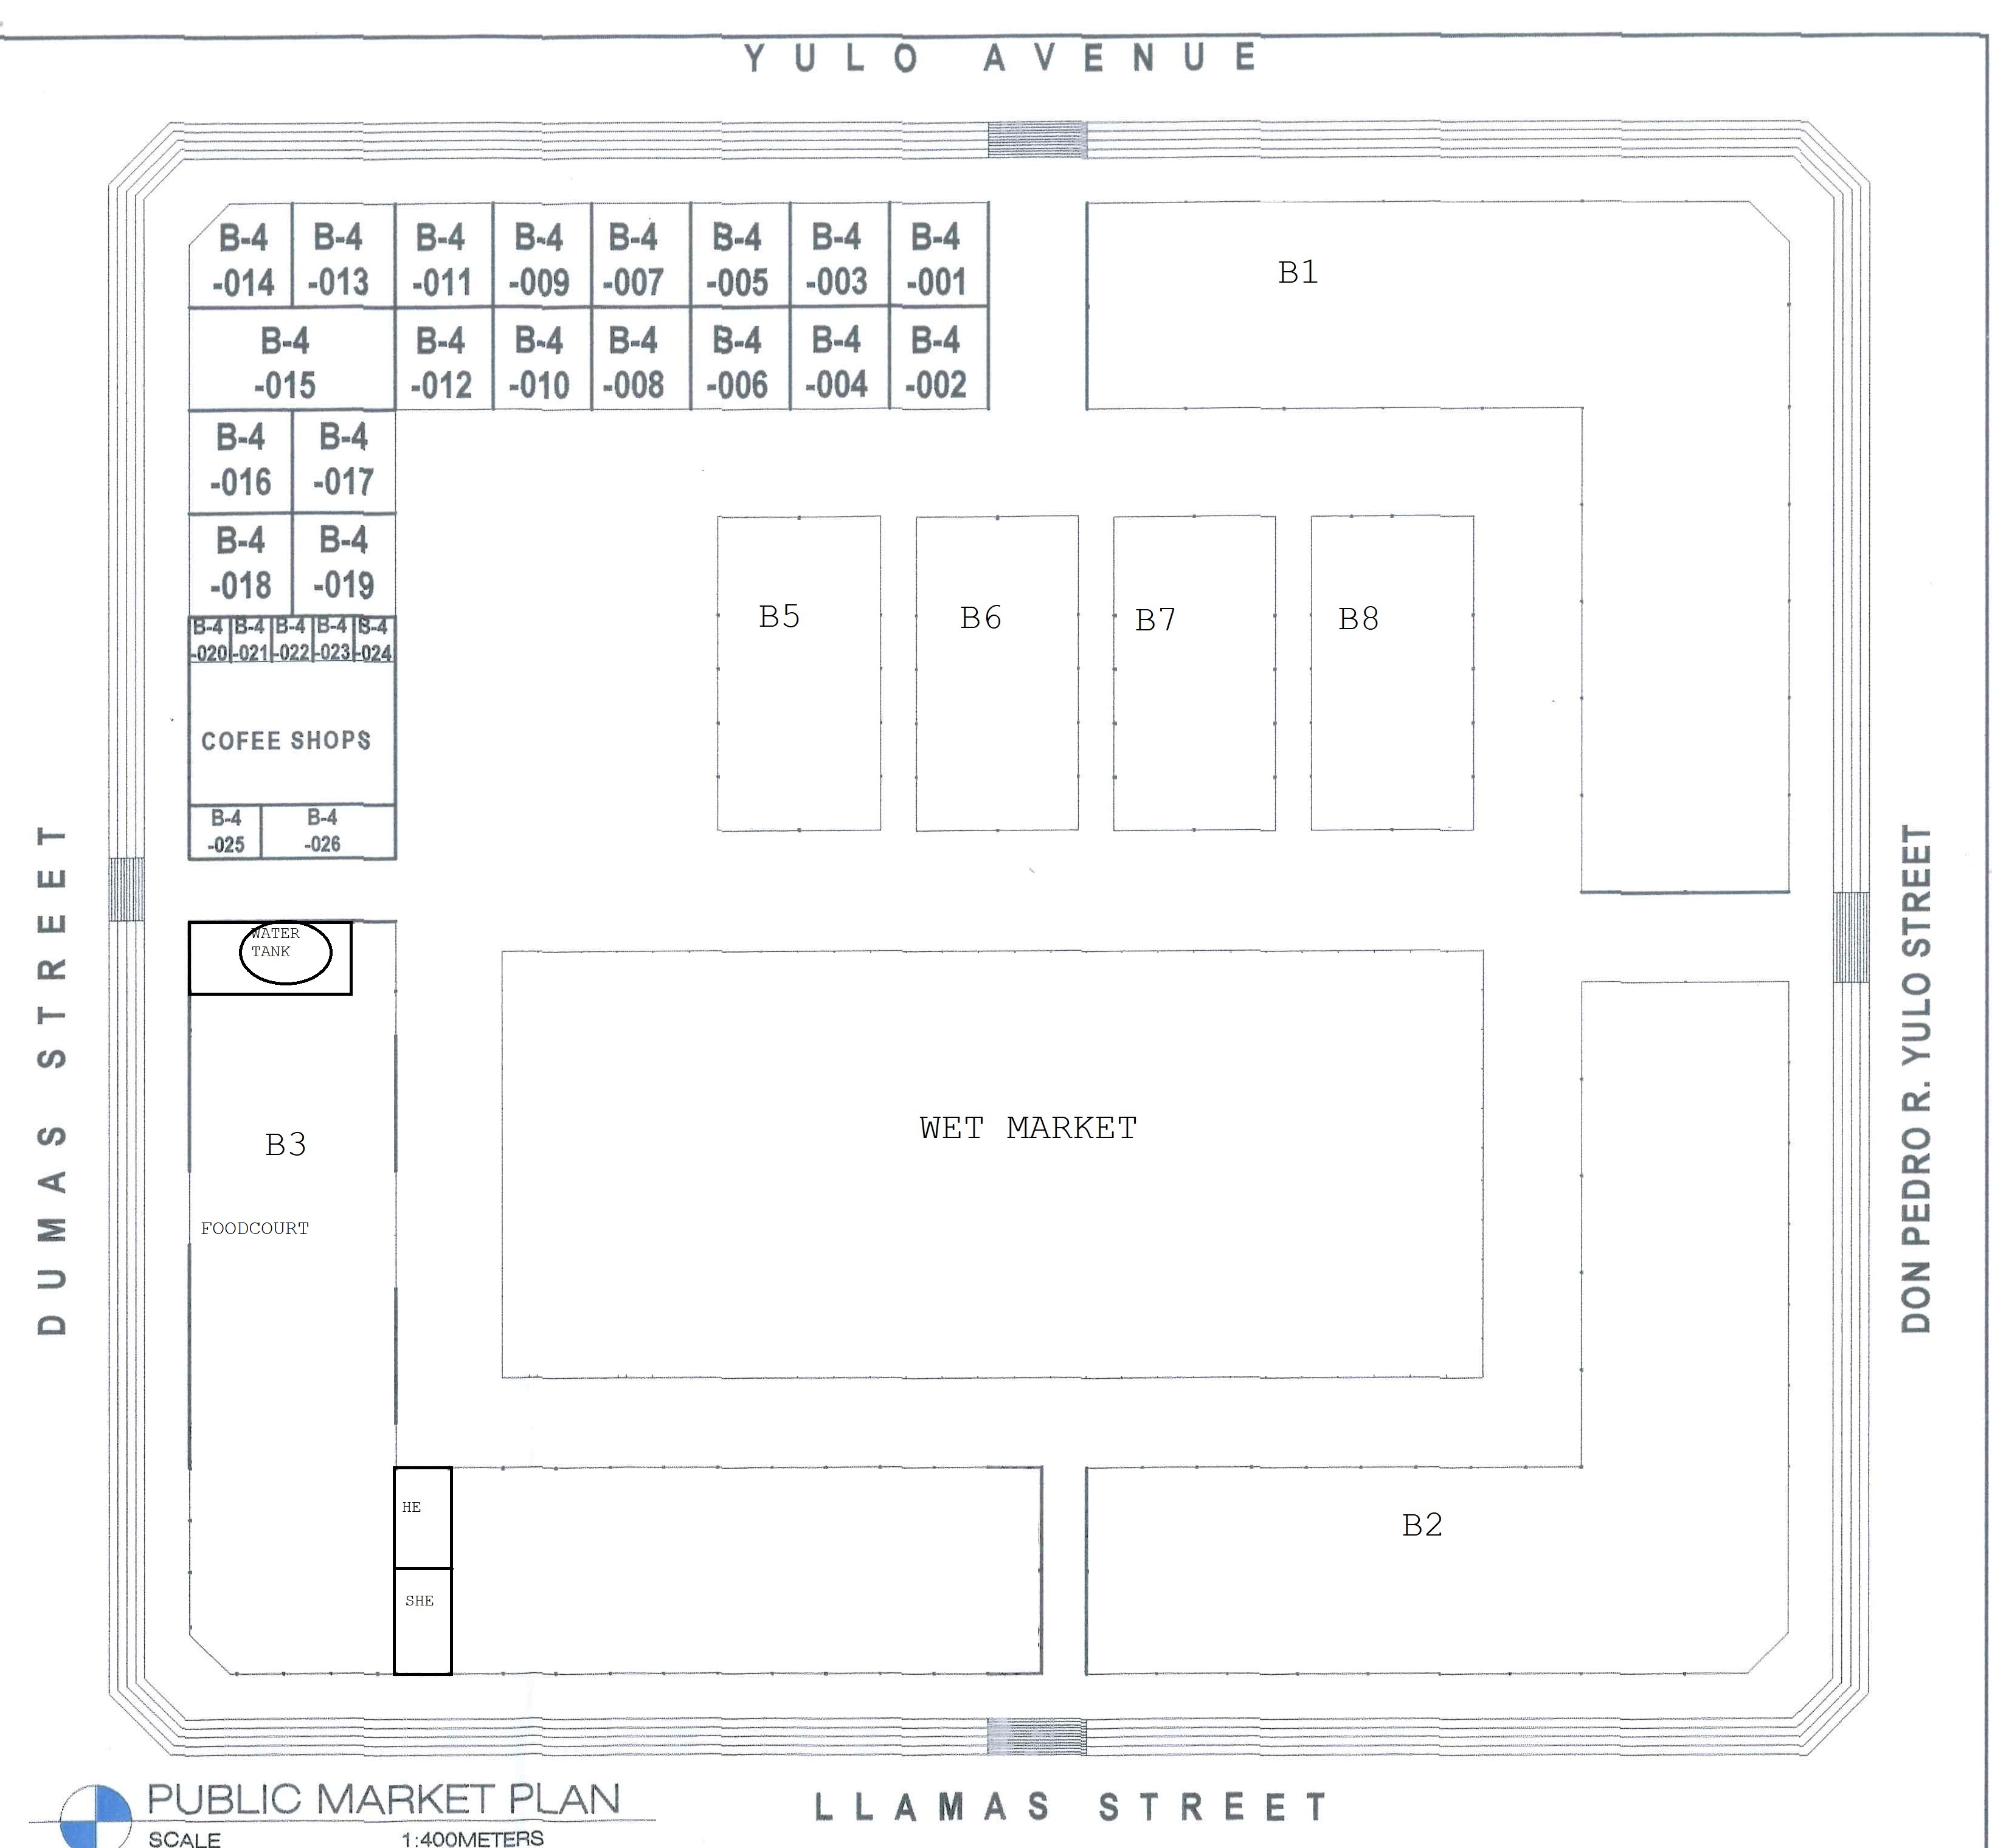 YULO AVENUE
B-4 B-4 B-4 B-4 B-4 B-4 B-4 B-4
-014 -013 -011 -009 -007 -005 -003 -001
B1
B-4 B-4 B-4 B-4 B-4 B-4 B-4
-015 -012 -010 -008 -006 -004 -002
B-4 B-4
-016 -017
B-4 B-4
-018 -019
B5 B6 B7 B8
B-4 B-4 B-4 B-4 B-4
-020 -021 -022 -023 -024
COFEE SHOPS
B-4 B-4
-025 -026
DUMAS STREET
DON PEDRO R. YULO STREET
WATER
TANK
WET MARKET
B3
FOODCOURT
HE
B2
SHE
PUBLIC MARKET PLAN
LLAMAS STREET
SCALE 1:400METERS